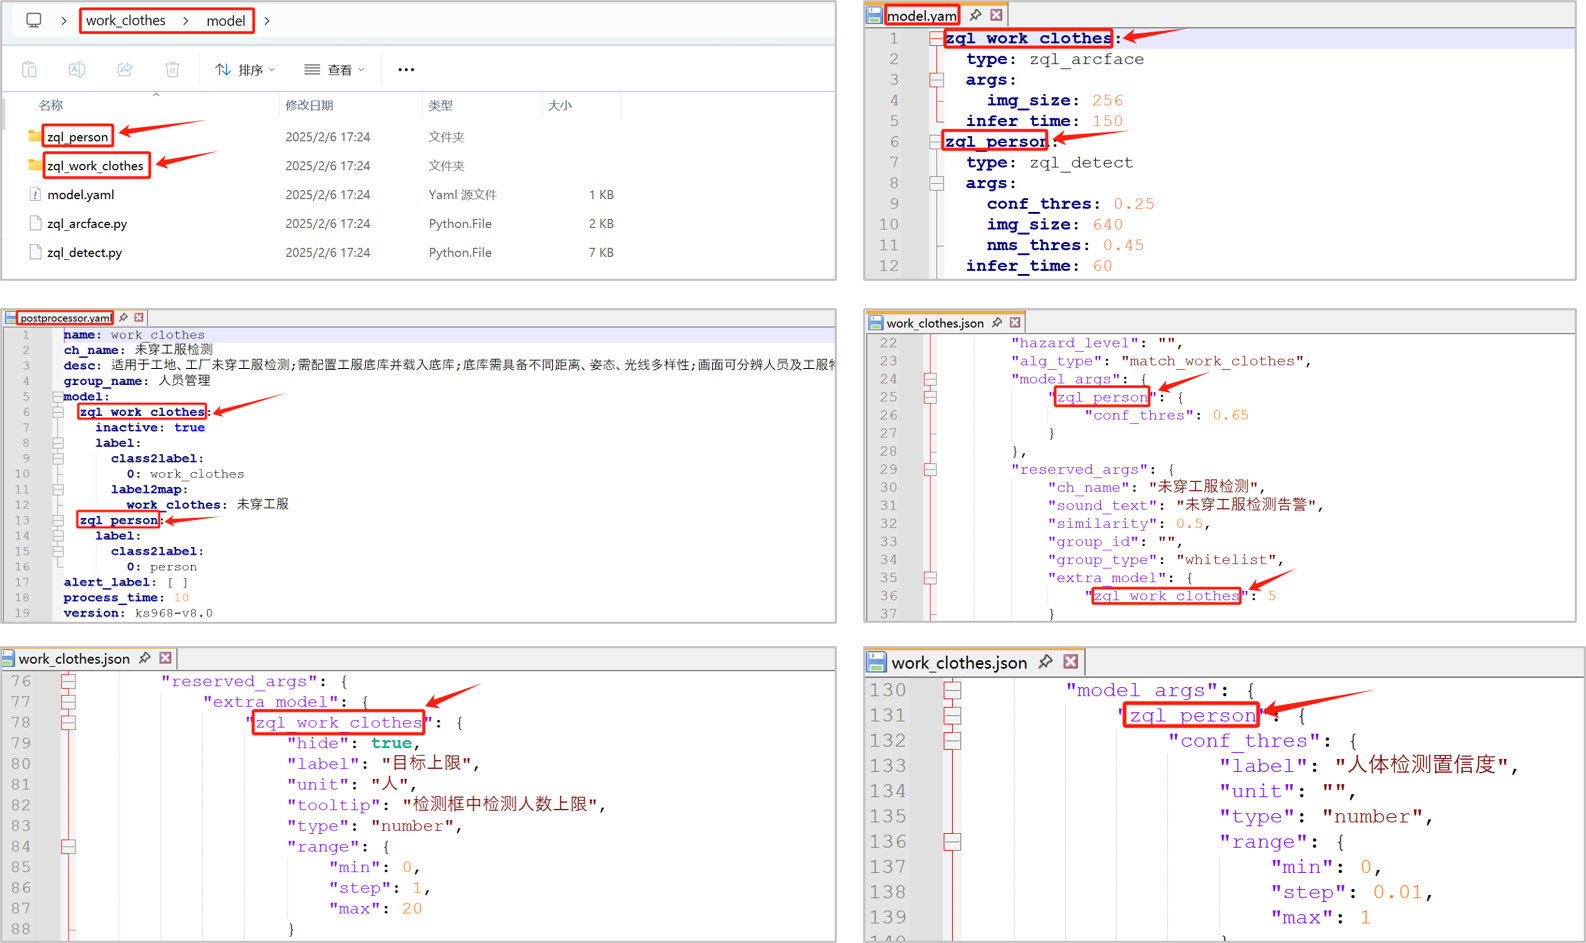 work_clothes > model >
排序 查看 ...
名称 修改日期 类型 大小
zql_person 2025/2/6 17:24 文件夹
zql_work_clothes 2025/2/6 17:24 文件夹
model.yaml 2025/2/6 17:24 Yaml 源文件 1 KB
zql_arcface.py 2025/2/6 17:24 Python.File 2 KB
zql_detect.py 2025/2/6 17:24 Python.File 7 KB
model.yam
1 zql_work_clothes:
2 type: zql_arcface
3 args:
4 img_size: 256
5 infer_time: 150
6 zql_person:
7 type: zql_detect
8 args:
9 conf_thres: 0.25
10 img_size: 640
11 nms_thres: 0.45
12 infer_time: 60
postprocessor.yaml
1 name: work_clothes
2 ch_name: 未穿工服检测
3 desc: 适用于工地、工厂未穿工服检测;需配置工服底库并载入底库;底库需具备不同距离、姿态、光线多样性;画面可分辨人员及工服特
4 group_name: 人员管理
5 model:
6 zql_work_clothes:
7 inactive: true
8 label:
9 class2label:
10 0: work_clothes
11 label2map:
12 work_clothes: 未穿工服
13 zql_person:
14 label:
15 class2label:
16 0: person
17 alert_label: [ ]
18 process_time: 10
19 version: ks968-v8.0
work_clothes.json
22 "hazard_level": "",
23 "alg_type": "match_work_clothes",
24 "model_args": {
25 "zql_person": {
26 "conf_thres": 0.65
27 }
28 },
29 "reserved_args": {
30 "ch_name": "未穿工服检测",
31 "sound_text": "未穿工服检测告警",
32 "similarity": 0.5,
33 "group_id": "",
34 "group_type": "whitelist",
35 "extra_model": {
36 "zql_work_clothes": 5
37 }
work_clothes.json
76 "reserved_args": {
77 "extra_model": {
78 "zql_work_clothes": {
79 "hide": true,
80 "label": "目标上限",
81 "unit": "人",
82 "tooltip": "检测框中检测人数上限",
83 "type": "number",
84 "range": {
85 "min": 0,
86 "step": 1,
87 "max": 20
88 }
work_clothes.json
130 "model_args": {
131 "zql_person": {
132 "conf_thres": {
133 "label": "人体检测置信度",
134 "unit": "",
135 "type": "number",
136 "range": {
137 "min": 0,
138 "step": 0.01,
139 "max": 1